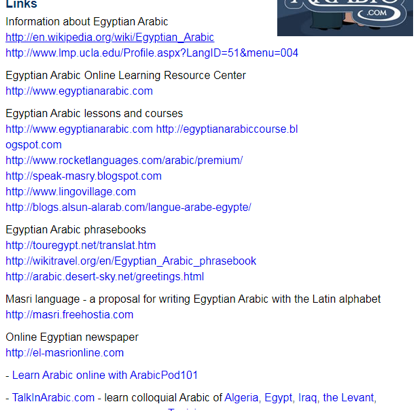 Links
Information about Egyptian Arabic
http://en.wikipedia.org/wiki/Egyptian_Arabic
http://www.lmp.ucla.edu/Profile.aspx?LangID=51&menu=004
.COM
Egyptian Arabic Online Learning Resource Center
http://www.egyptianarabic.com
Egyptian Arabic lessons and courses
http://www.egyptianarabic.com http://egyptianarabiccourse.bl
ogspot.com
http://www.rocketlanguages.com/arabic/premium/
http://speak-masry.blogspot.com
http://www.lingovillage.com
http://blogs.alsun-alarab.com/langue-arabe-egypte/
Egyptian Arabic phrasebooks
http://touregypt.net/translat.htm
http://wikitravel.org/en/Egyptian_Arabic_phrasebook
http://arabic.desert-sky.net/greetings.html
Masri language - a proposal for writing Egyptian Arabic with the Latin alphabet
http://masri.freehostia.com
Online Egyptian newspaper
http://el-masrionline.com
- Learn Arabic online with ArabicPod101
- TalkInArabic.com - learn colloquial Arabic of Algeria, Egypt, Iraq, the Levant,